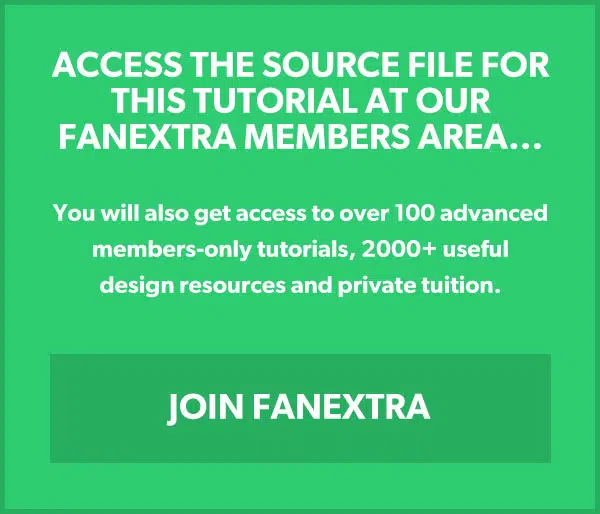 ACCESS THE SOURCE FILE FOR
THIS TUTORIAL AT OUR
FANEXTRA MEMBERS AREA...
You will also get access to over 100 advanced
members-only tutorials, 2000+ useful
design resources and private tuition.
JOIN FANEXTRA